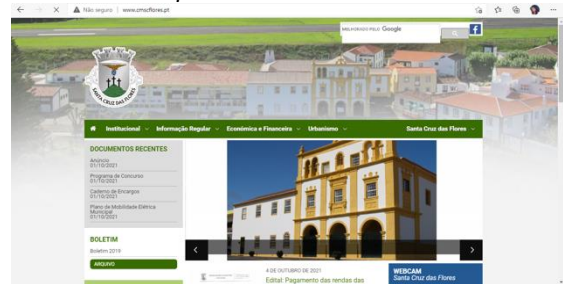 Não seguro | www.cmscflores.pt
MELHORADO PELO Google
SANTA CRUZ DAS FLORES
Institucional Informação Regular Económica e Financeira Urbanismo Santa Cruz das Flores
DOCUMENTOS RECENTES
Anúncio
01/10/2021
Programa de Concurso
01/10/2021
Caderno de Encargos
01/10/2021
Plano de Mobilidade Elétrica
Municipal
01/10/2021
BOLETIM
Boletim 2019
ARQUIVO
4 DE OUTUBRO DE 2021
Edital: Pagamento das rendas das
WEBCAM
Santa Cruz das Flores